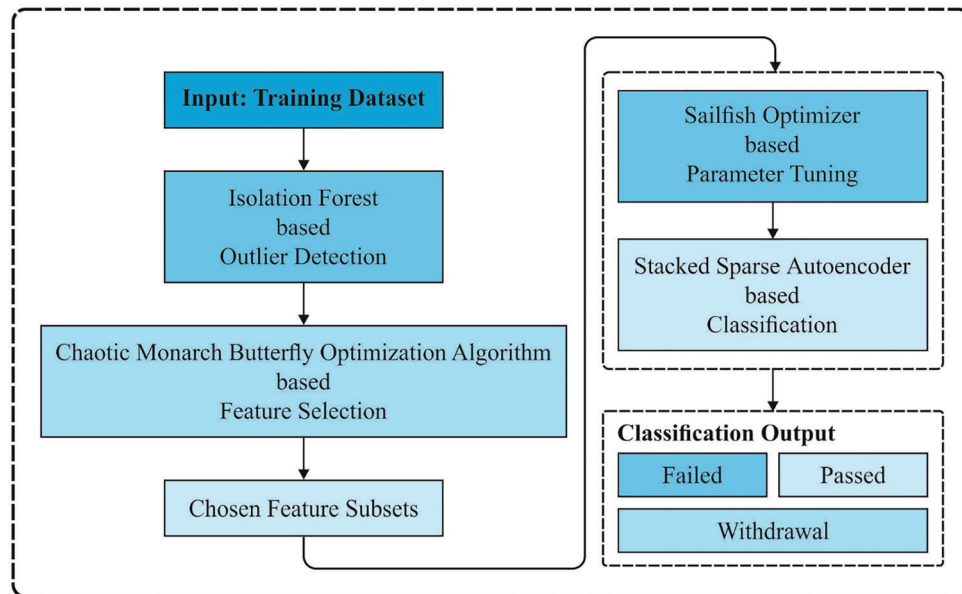 Input: Training Dataset
Isolation Forest
based
Outlier Detection
Chaotic Monarch Butterfly Optimization Algorithm
based
Feature Selection
Chosen Feature Subsets
Sailfish Optimizer
based
Parameter Tuning
Stacked Sparse Autoencoder
based
Classification
Classification Output
Failed
Passed
Withdrawal